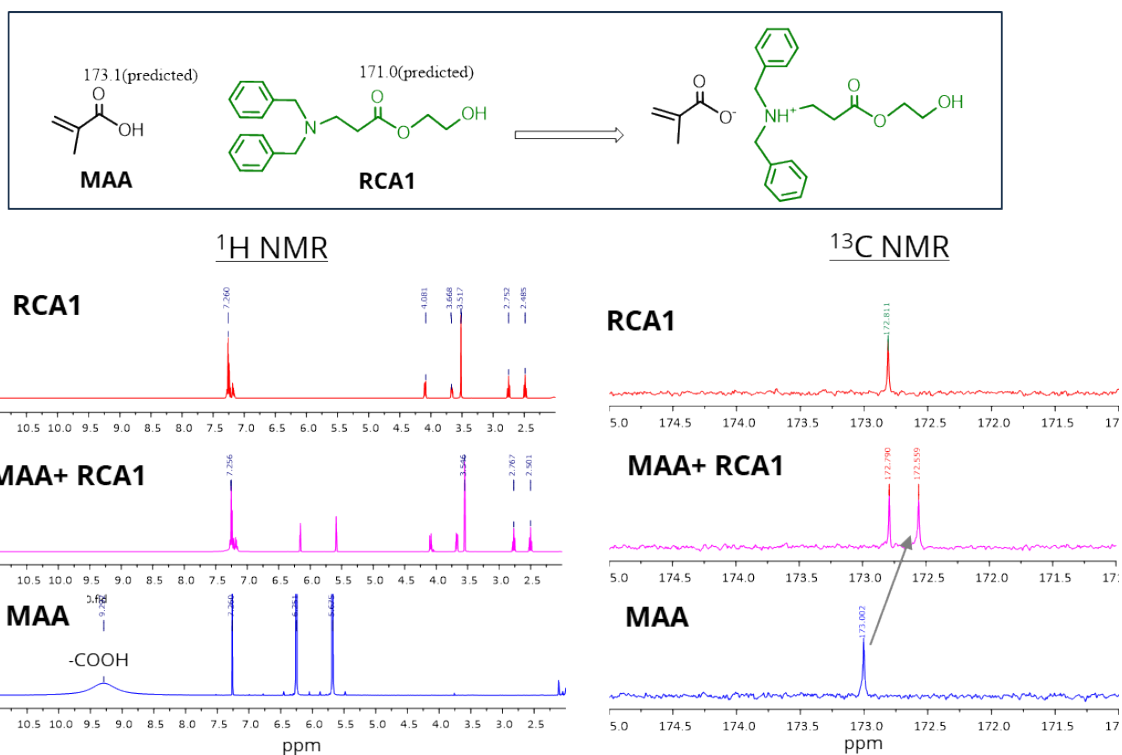 173.1(predicted)
171.0(predicted)
O
OH
MAA
N
O
O
OH
RCA1
O
O-
NH+
O
O
OH
1H NMR
13C NMR
RCA1
7.260
4.081
3.668
3.517
2.752
2.485
10.5 10.0 9.5 9.0 8.5 8.0 7.5 7.0 6.5 6.0 5.5 5.0 4.5 4.0 3.5 3.0 2.5
RCA1
172.811
5.0 174.5 174.0 173.5 173.0 172.5 172.0 171.5 17
MAA+ RCA1
7.256
3.546
2.767
2.501
10.5 10.0 9.5 9.0 8.5 8.0 7.5 7.0 6.5 6.0 5.5 5.0 4.5 4.0 3.5 3.0 2.5
MAA+ RCA1
172.790
172.559
5.0 174.5 174.0 173.5 173.0 172.5 172.0 171.5 17
MAA
-COOH
7.260
10.5 10.0 9.5 9.0 8.5 8.0 7.5 7.0 6.5 6.0 5.5 5.0 4.5 4.0 3.5 3.0 2.5
ppm
MAA
173.002
5.0 174.5 174.0 173.5 173.0 172.5 172.0 171.5 17
ppm